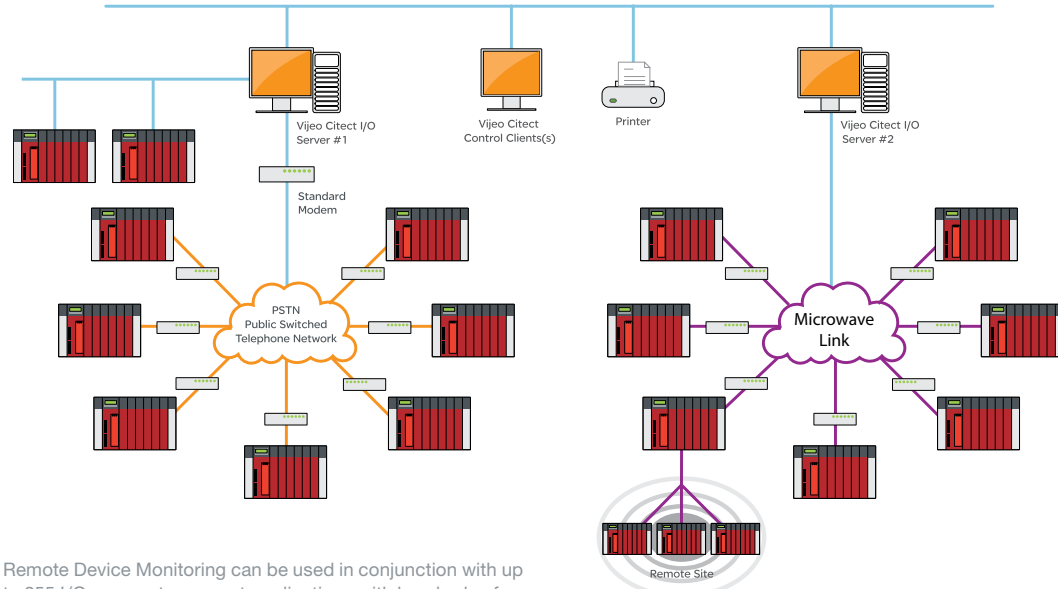 Vijeo Citect I/O
Server #1
Vijeo Citect
Control Clients(s)
Printer
Vijeo Citect I/O
Server #2
Standard
Modem
PSTN
Public Switched
Telephone Network
Microwave
Link
Remote Site
Remote Device Monitoring can be used in conjunction with up